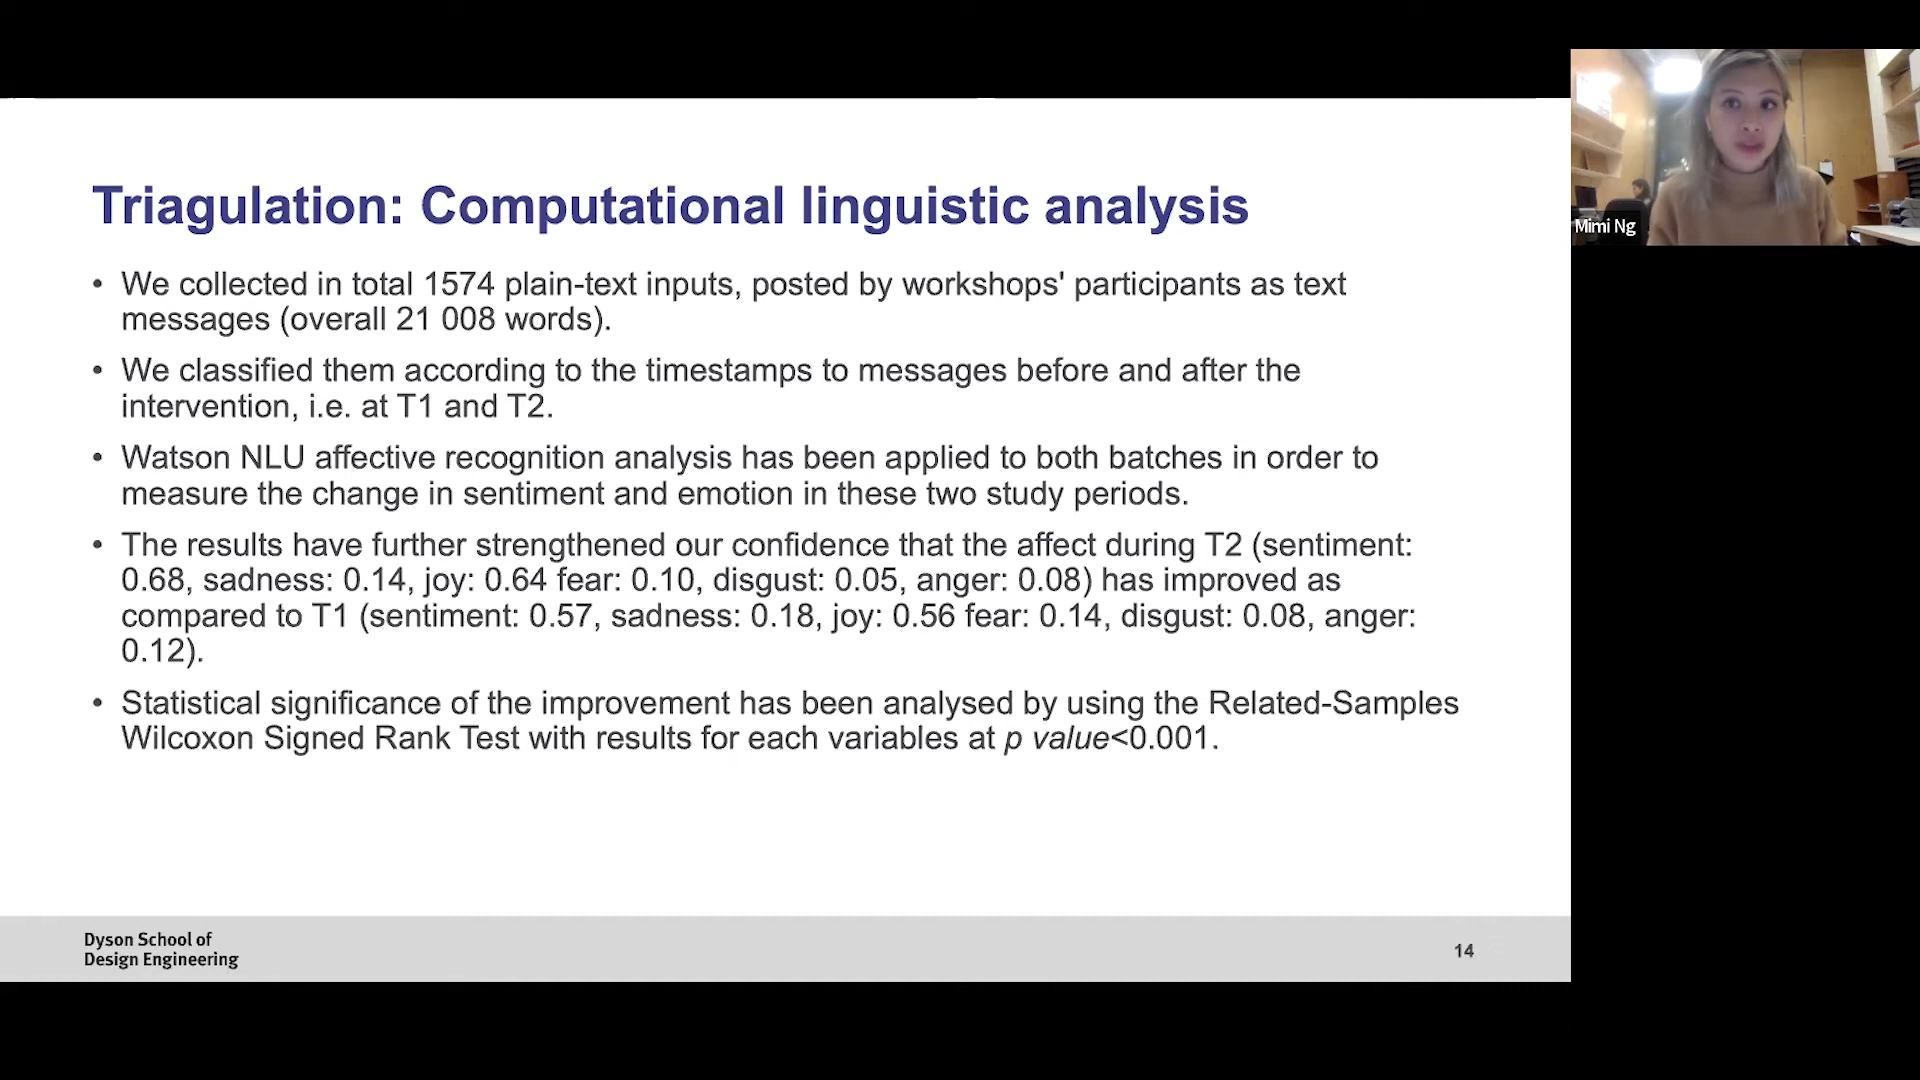 Triagulation: Computational linguistic analysis
• We collected in total 1574 plain-text inputs, posted by workshops' participants as text
messages (overall 21 008 words).
• We classified them according to the timestamps to messages before and after the
intervention, i.e. at T1 and T2.
• Watson NLU affective recognition analysis has been applied to both batches in order to
measure the change in sentiment and emotion in these two study periods.
• The results have further strengthened our confidence that the affect during T2 (sentiment:
0.68, sadness: 0.14, joy: 0.64 fear: 0.10, disgust: 0.05, anger: 0.08) has improved as
compared to T1 (sentiment: 0.57, sadness: 0.18, joy: 0.56 fear: 0.14, disgust: 0.08, anger:
0.12).
• Statistical significance of the improvement has been analysed by using the Related-Samples
Wilcoxon Signed Rank Test with results for each variables at p value<0.001.
Dyson School of
Design Engineering
14
Mimi Ng